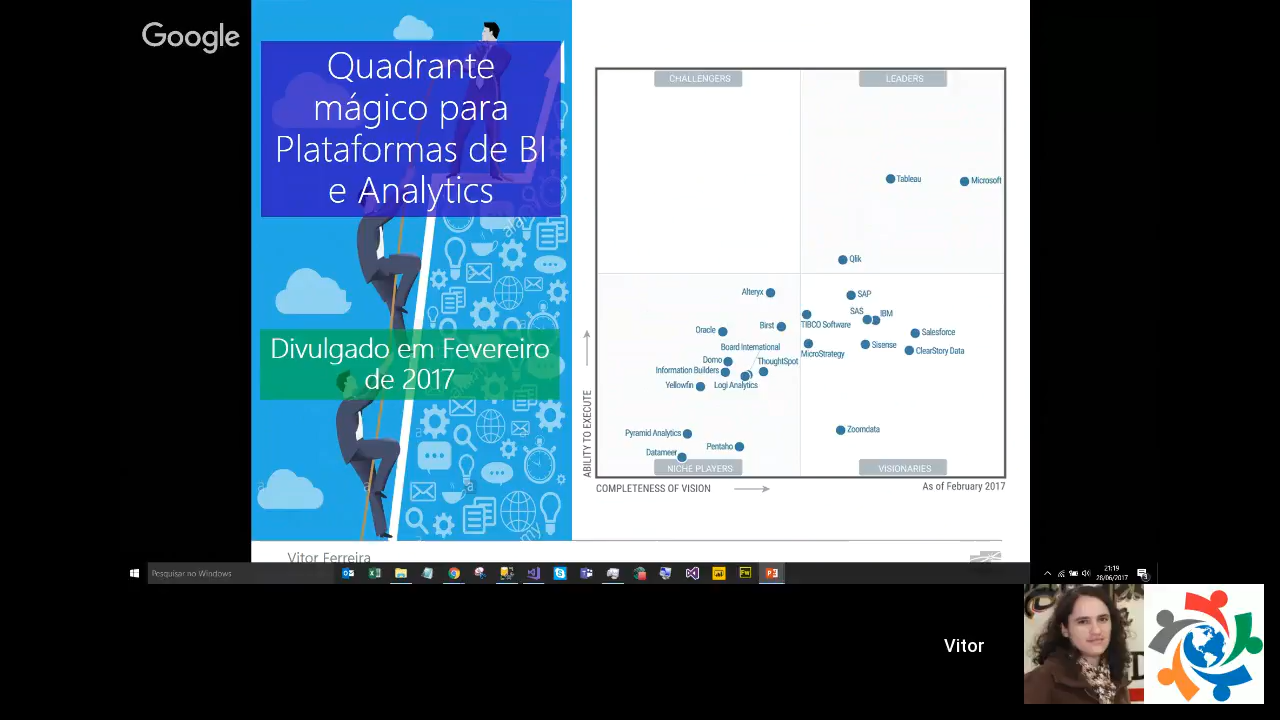 Google
Quadrante
mágico para
Plataformas de BI
e Analytics
Divulgado em Fevereiro
de 2017
CHALLENGERS
LEADERS
Tableau
Microsoft
Qlik
Alteryx
SAP
SAS
IBM
TIBCO Software
Oracle
Birst
Salesforce
Board International
MicroStrategy
Sisense
ClearStory Data
Domo
ThoughtSpot
Information Builders
Yellowfin
Logi Analytics
Pyramid Analytics
Zoomdata
Pentaho
Datameer
NICHE PLAYERS
VISIONARIES
ABILITY TO EXECUTE
COMPLETENESS OF VISION
As of February 2017
Vitor Ferreira
Pesquisar no Windows
21:19
28/06/2017
Vitor